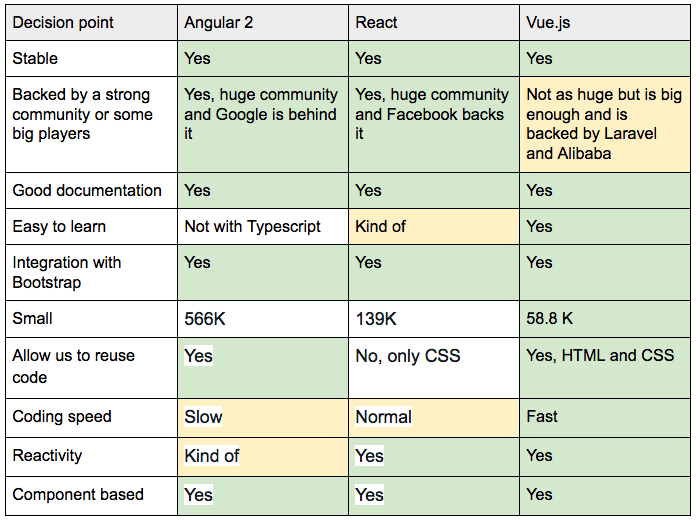 Decision point Angular 2 React Vue.js
Stable Yes Yes Yes
Backed by a strong Yes, huge community Yes, huge community Not as huge but is big
community or some and Google is behind and Facebook backs enough and is
big players it it backed by Laravel
and Alibaba
Good documentation Yes Yes Yes
Easy to learn Not with Typescript Kind of Yes
Integration with Yes Yes Yes
Bootstrap
Small 566K 139K 58.8 K
Allow us to reuse Yes No, only CSS Yes, HTML and CSS
code
Coding speed Slow Normal Fast
Reactivity Kind of Yes Yes
Component based Yes Yes Yes